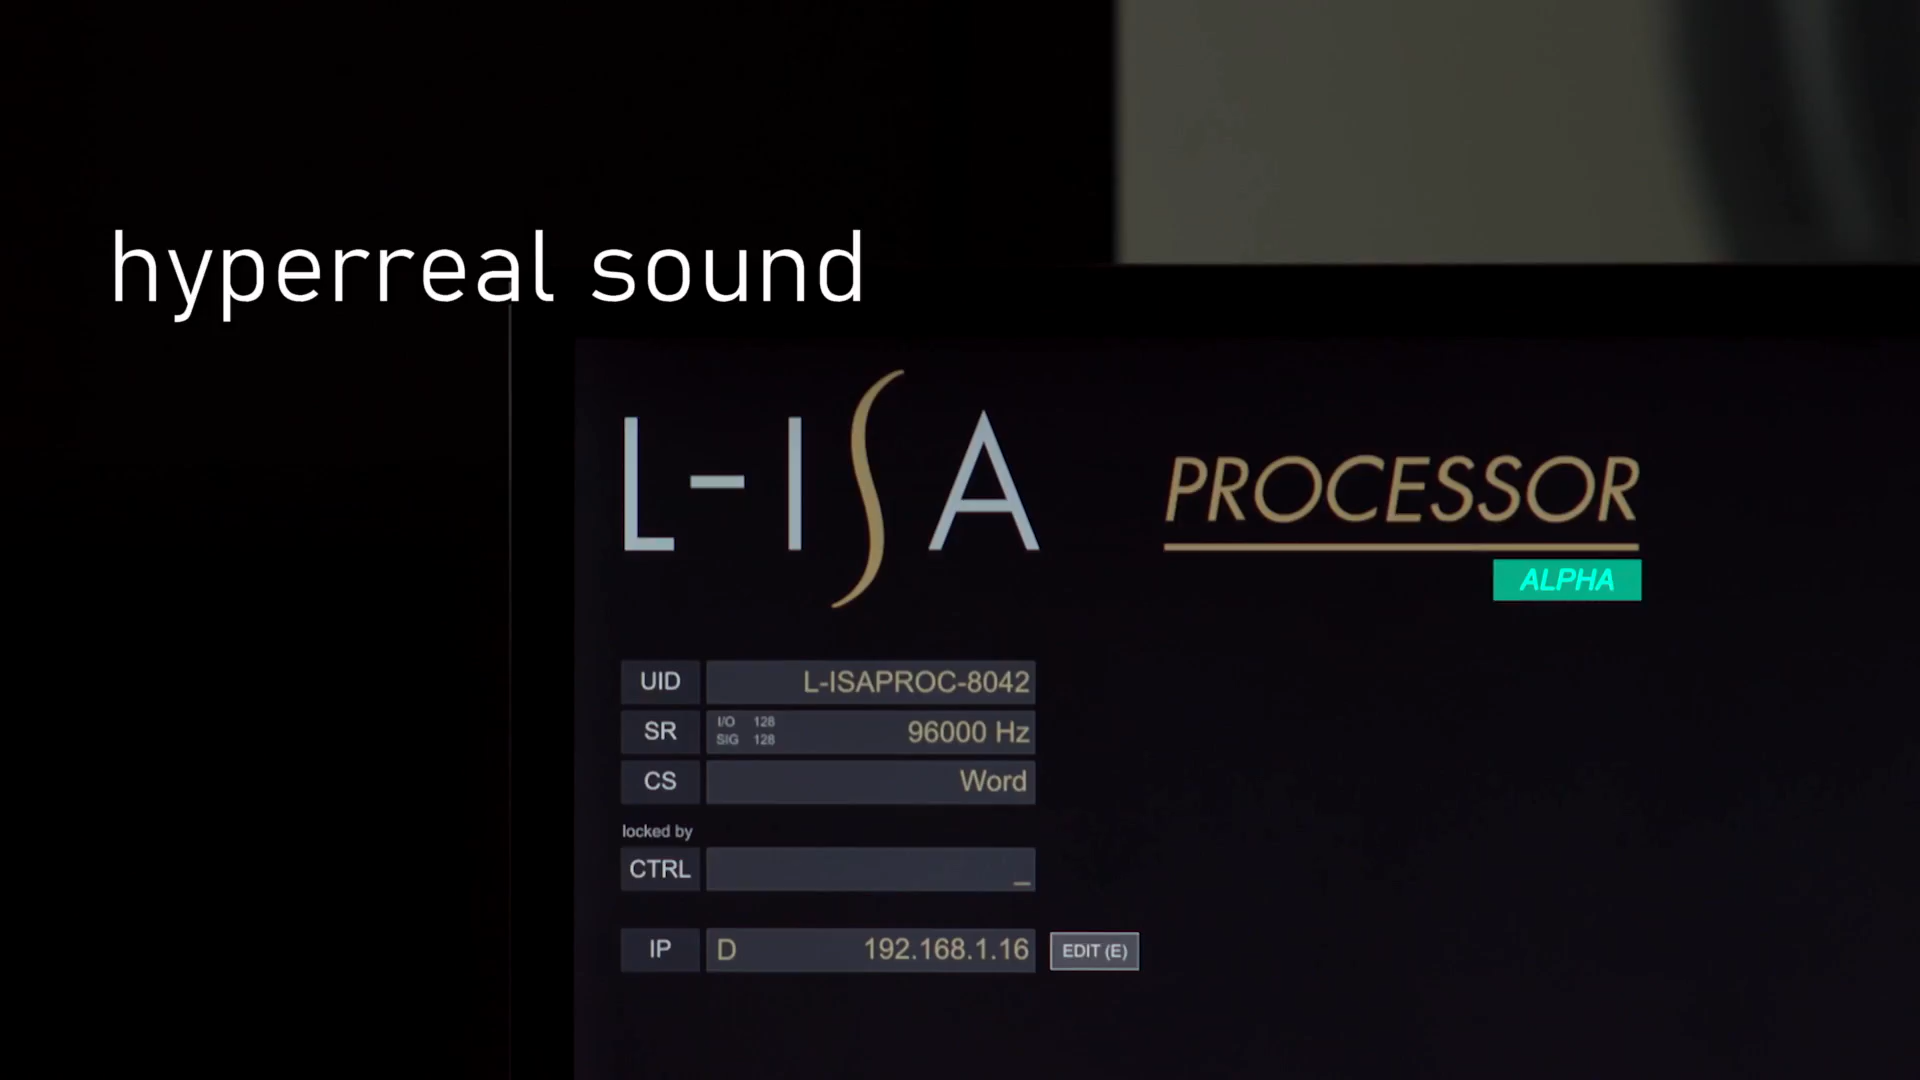 hyperreal sound
L-ISA PROCESSOR
ALPHA
UID L-ISAPROC-8042
SR I/O 128 96000 Hz
SIG 128
CS Word
locked by
CTRL _
IP D 192.168.1.16 EDIT (E)